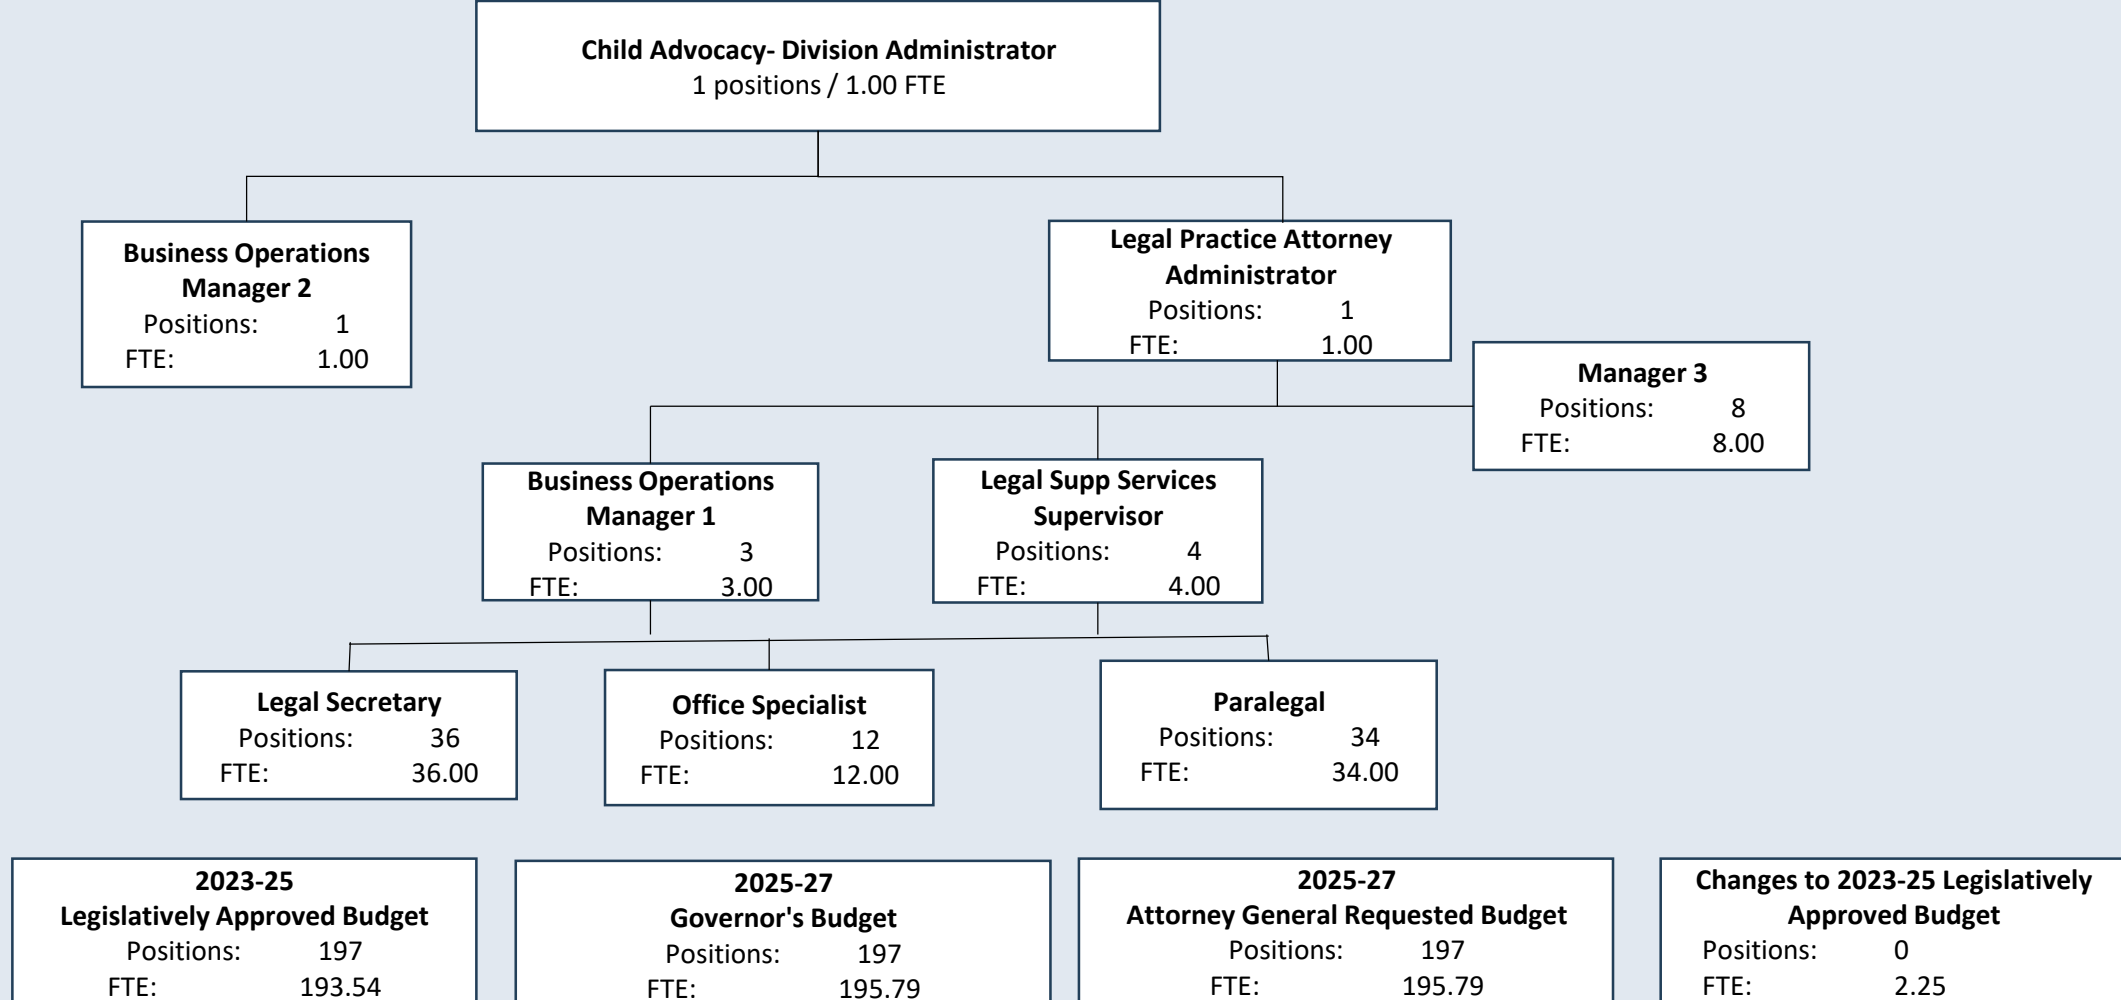 Child Advocacy- Division Administrator
1 positions / 1.00 FTE
Business Operations
Manager 2
Positions: 1
FTE: 1.00
Legal Practice Attorney
Administrator
Positions: 1
FTE: 1.00
Manager 3
Positions: 8
FTE: 8.00
Business Operations
Manager 1
Positions: 3
FTE: 3.00
Legal Supp Services
Supervisor
Positions: 4
FTE: 4.00
Legal Secretary
Positions: 36
FTE: 36.00
Office Specialist
Positions: 12
FTE: 12.00
Paralegal
Positions: 34
FTE: 34.00
2023-25
Legislatively Approved Budget
Positions: 197
FTE: 193.54
2025-27
Governor's Budget
Positions: 197
FTE: 195.79
2025-27
Attorney General Requested Budget
Positions: 197
FTE: 195.79
Changes to 2023-25 Legislatively
Approved Budget
Positions: 0
FTE: 2.25